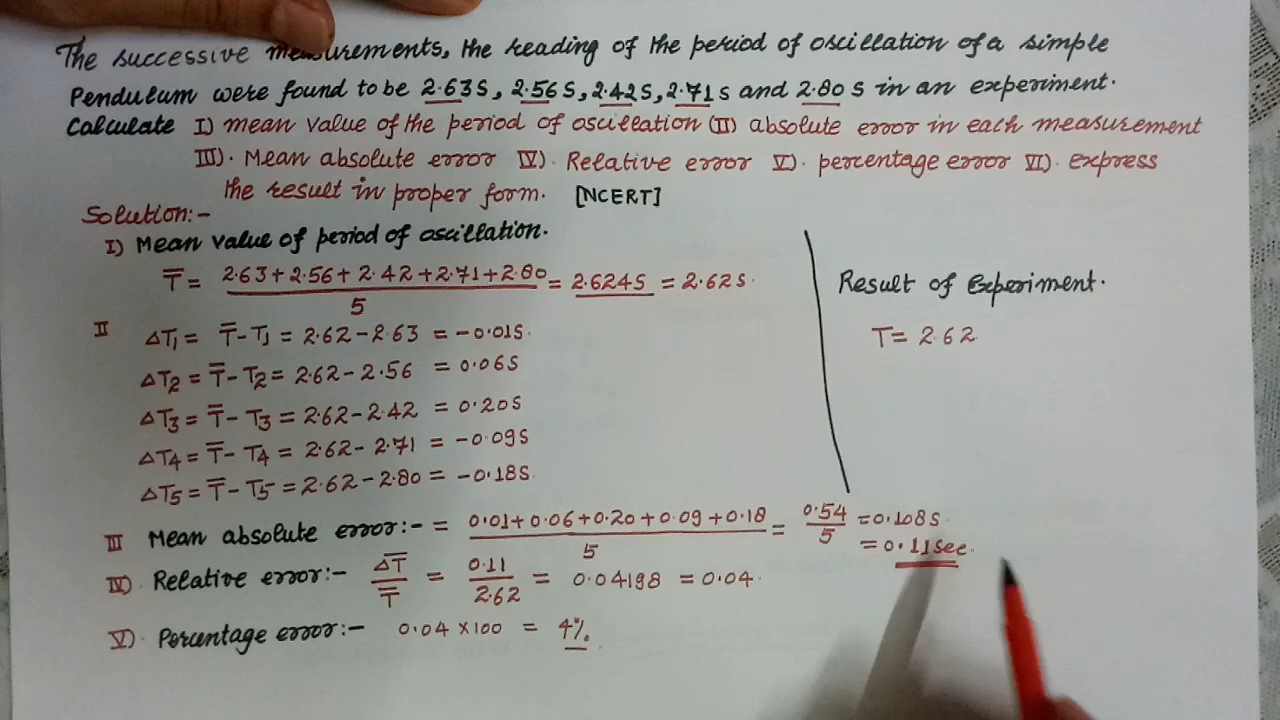 The successive measurements, the reading of the period of oscillation of a simple
Pendulum were found to be 2.63s, 2.56s, 2.42s, 2.71s and 2.80s in an experiment.
Calculate I) mean value of the period of oscillation (II) absolute error in each measurement
III). Mean absolute error IV). Relative error V). percentage error VI). express
the result in proper form. [NCERT]
Solution:-
I) Mean value of period of oscillation.
T̅ = (2.63+2.56+2.42+2.71+2.80)/5 = 2.624s = 2.62s.
II ΔT₁ = T̅-T₁ = 2.62-2.63 = -0.01s.
ΔT₂ = T̅-T₂ = 2.62-2.56 = 0.06s
ΔT₃ = T̅-T₃ = 2.62-2.42 = 0.20s
ΔT₄ = T̅-T₄ = 2.62-2.71 = -0.09s
ΔT₅ = T̅-T₅ = 2.62-2.80 = -0.18s.
III Mean absolute error:- = (0.01+0.06+0.20+0.09+0.18)/5 = 0.54/5 = 0.108s.
= 0.11sec.
IV). Relative error:- ΔT̅/T̅ = 0.11/2.62 = 0.04198 = 0.04.
V). Percentage error:- 0.04 x100 = 4%.
Result of Experiment.
T= 2.62